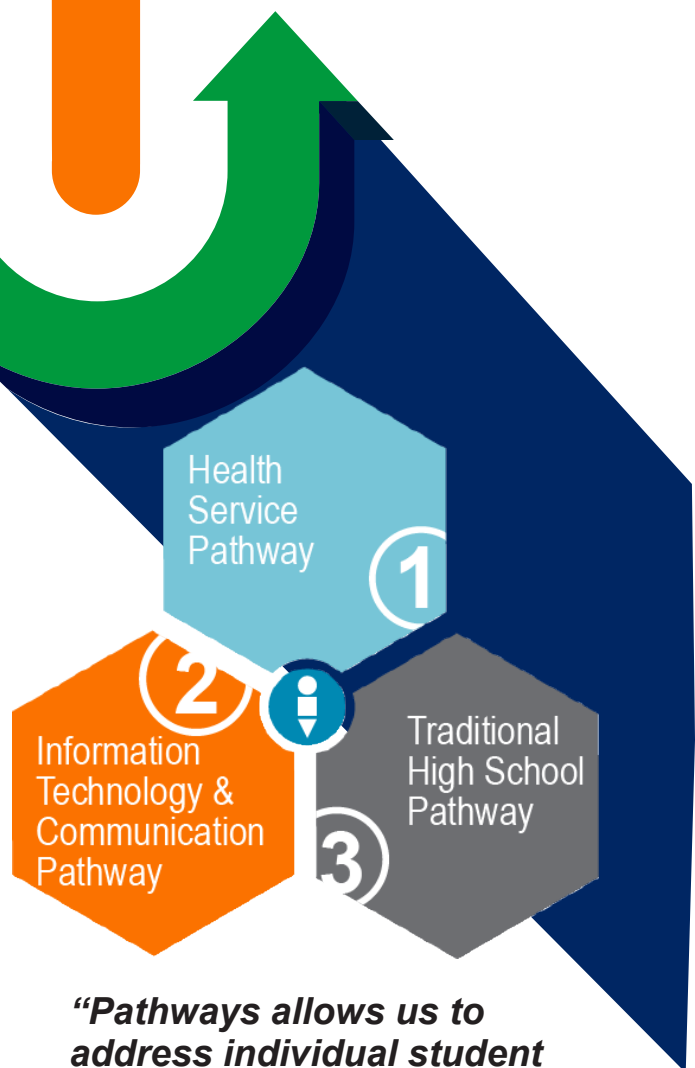 Health
Service
Pathway
1
2
Information
Technology &
Communication
Pathway
Traditional
High School
Pathway
3
“Pathways allows us to
address individual student